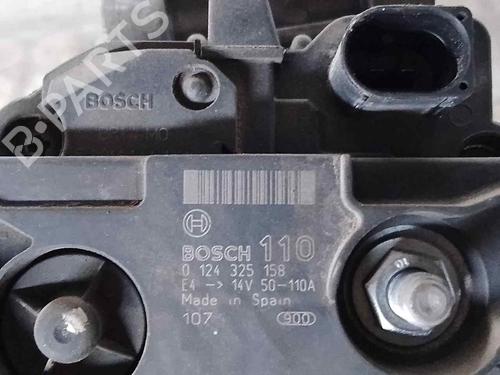 B-PARTS
BOSCH
BOSCH 110
0 124 325 158
E4 -> 14V 50-110A
Made in Spain
107 900